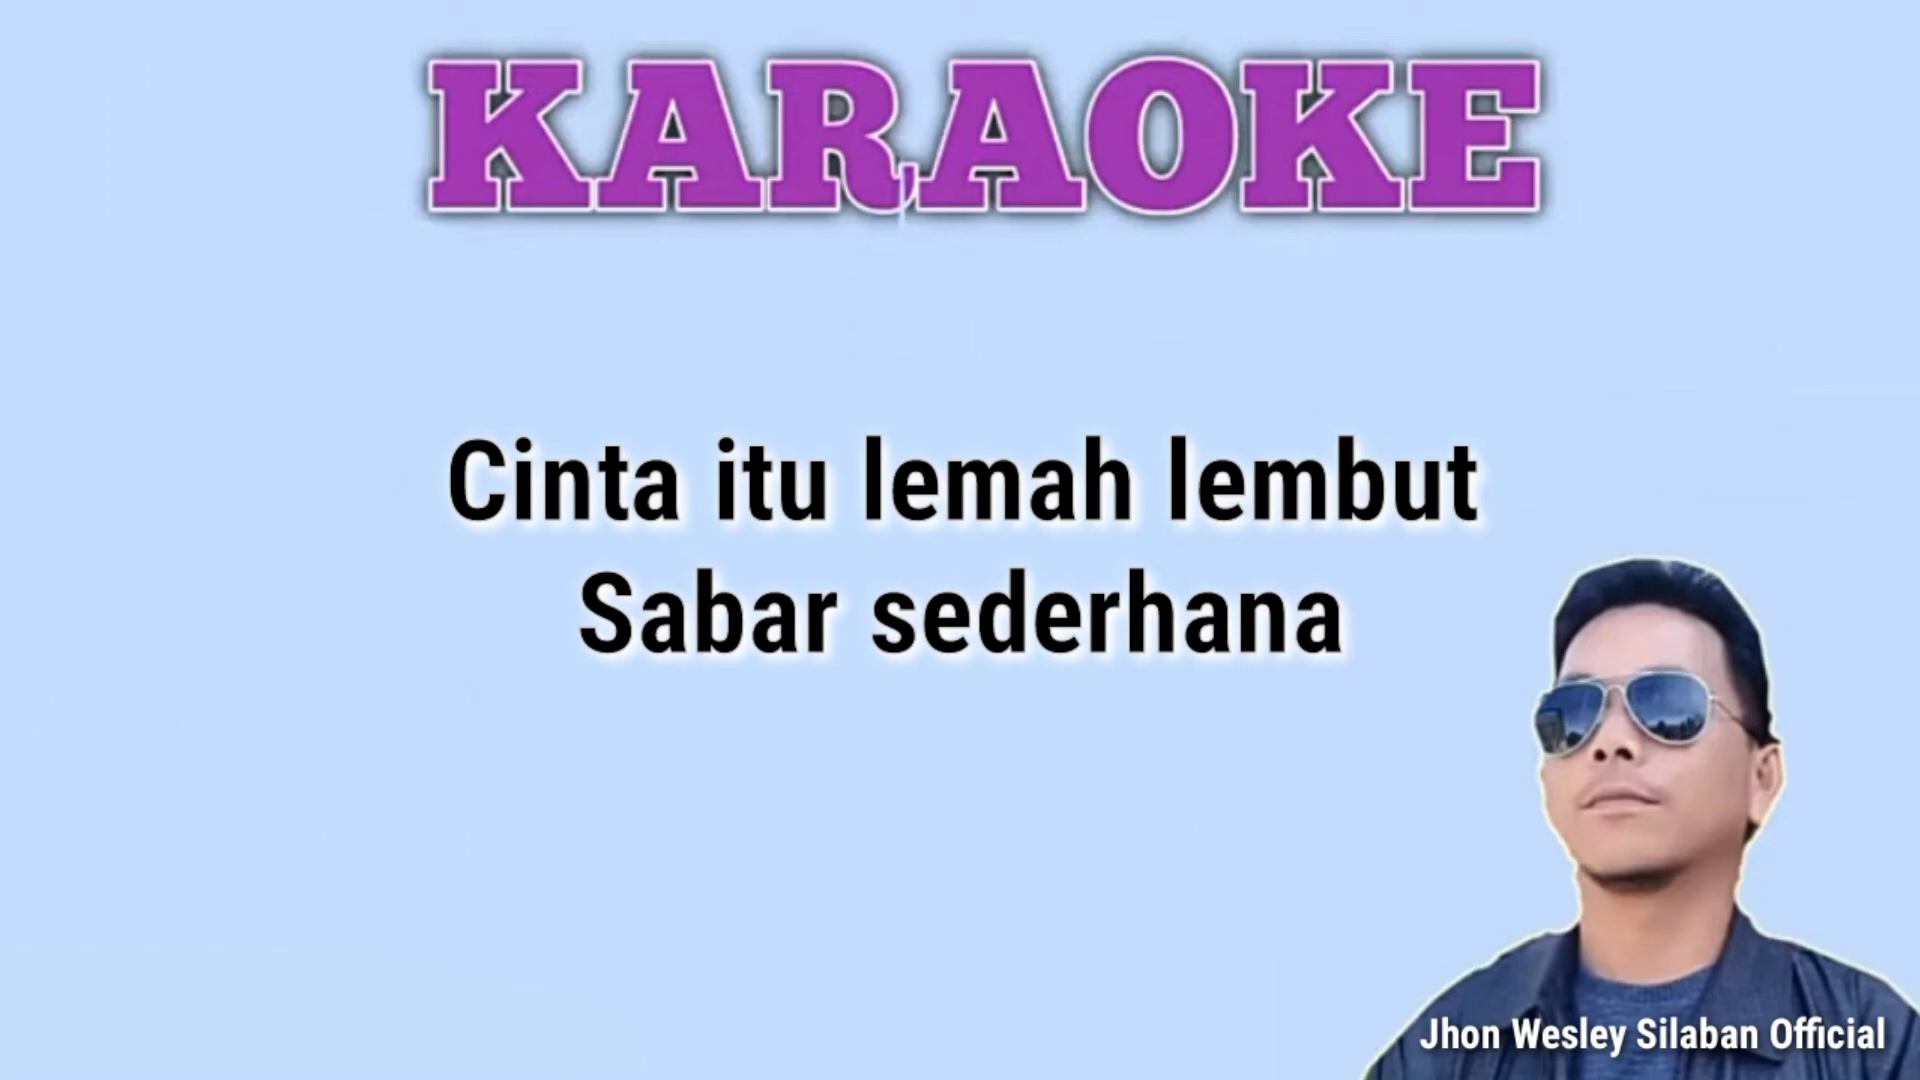 KARAOKE
Cinta itu lemah lembut
Sabar sederhana
Jhon Wesley Silaban Official